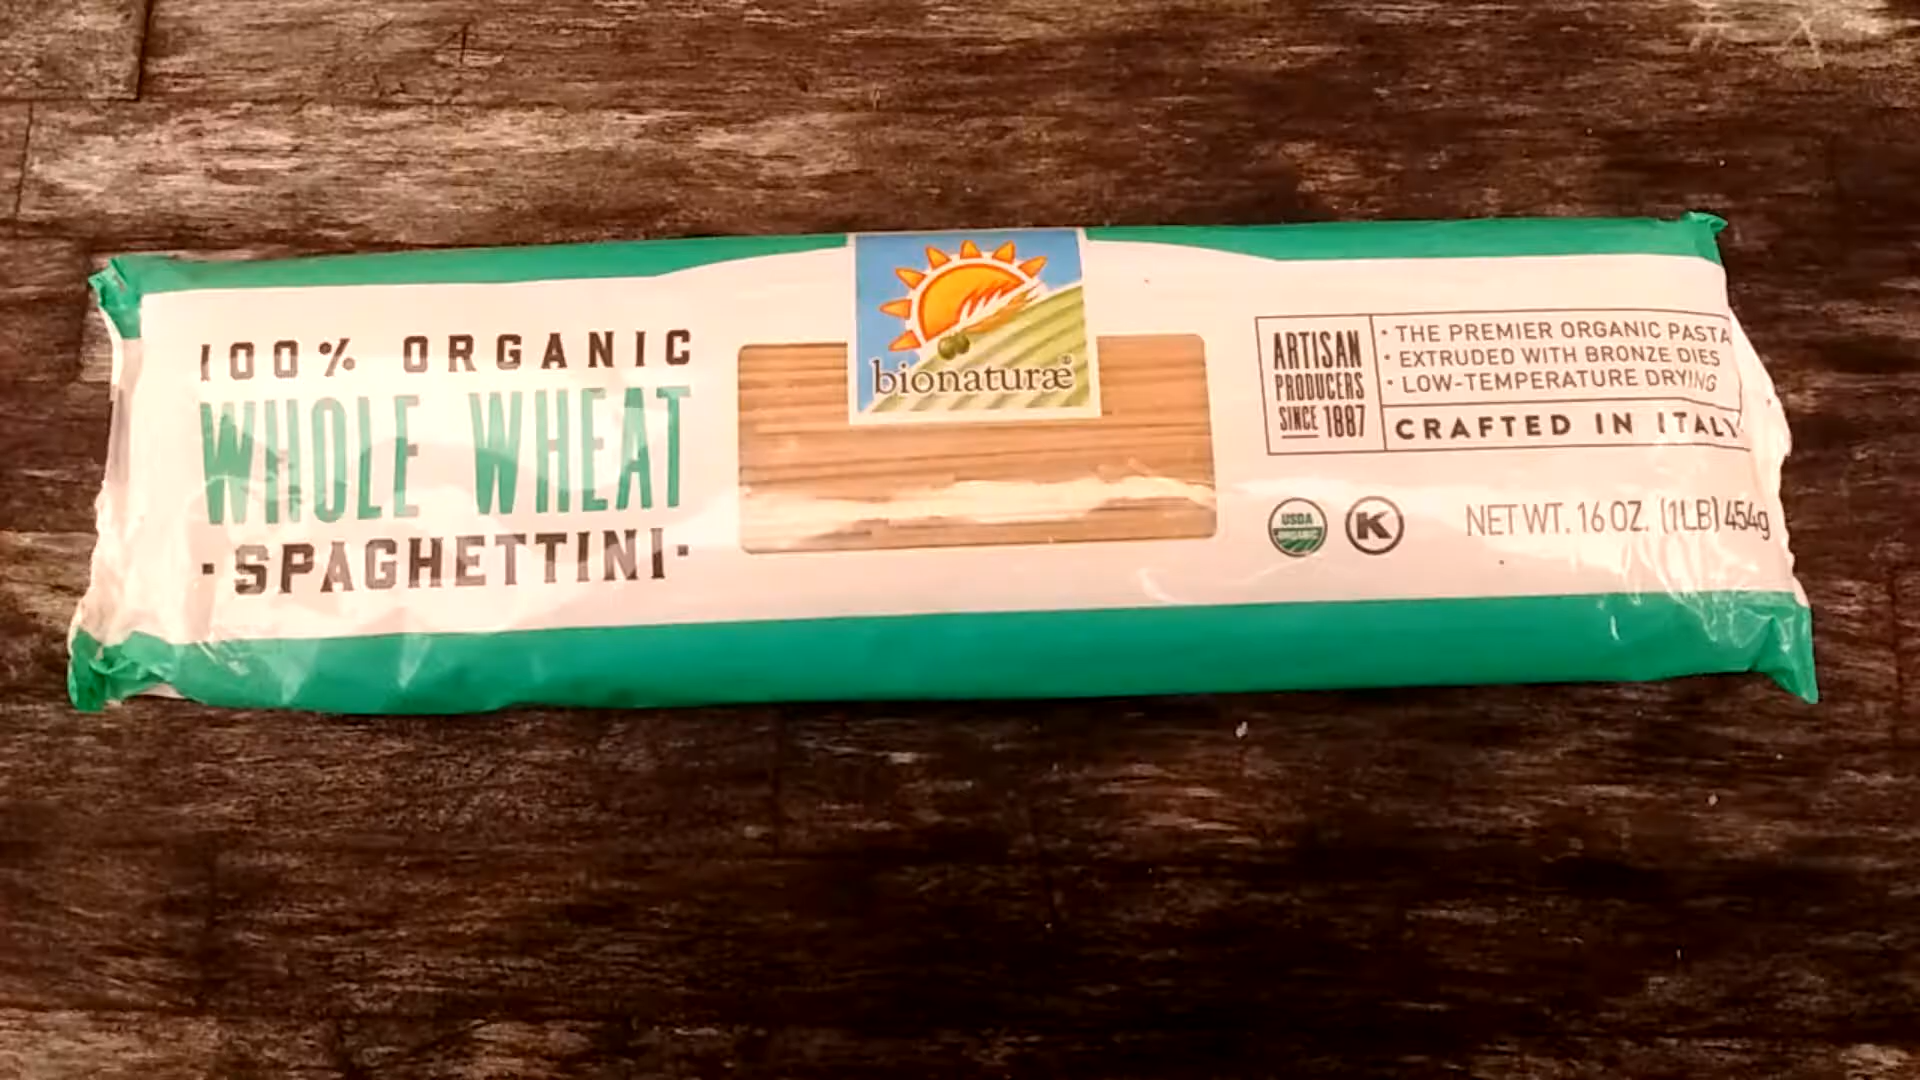 100% ORGANIC
WHOLE WHEAT
· SPAGHETTINI ·
bionaturæ®
ARTISAN
PRODUCERS
SINCE 1887
• THE PREMIER ORGANIC PASTA
• EXTRUDED WITH BRONZE DIES
• LOW-TEMPERATURE DRYING
CRAFTED IN ITALY
USDA
ORGANIC
K
NET WT. 16 OZ. (1LB) 454g